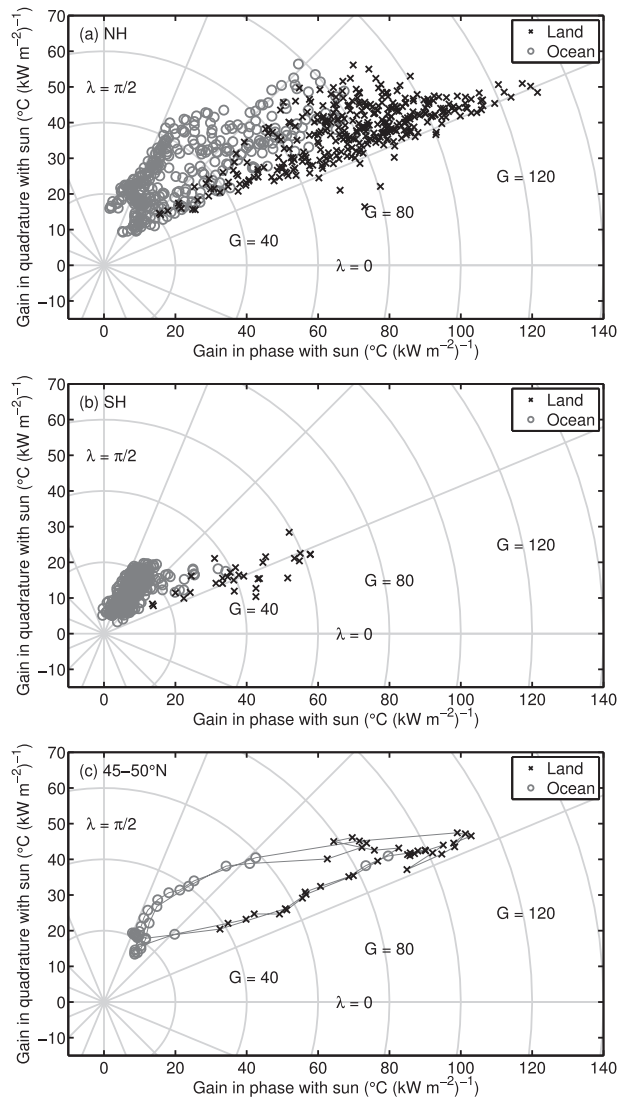 70
(a) NH
× Land
○ Ocean
60
50
λ = π/2
40
30
20
10
0
−10
G = 40
G = 80
G = 120
λ = 0
Gain in quadrature with sun (°C (kW m⁻²)⁻¹)
0 20 40 60 80 100 120 140
Gain in phase with sun (°C (kW m⁻²)⁻¹)
70
(b) SH
× Land
○ Ocean
60
50
λ = π/2
40
30
20
10
0
−10
G = 40
G = 80
G = 120
λ = 0
Gain in quadrature with sun (°C (kW m⁻²)⁻¹)
0 20 40 60 80 100 120 140
Gain in phase with sun (°C (kW m⁻²)⁻¹)
70
(c) 45–50°N
× Land
○ Ocean
60
50
λ = π/2
40
30
20
10
0
−10
G = 40
G = 80
G = 120
λ = 0
Gain in quadrature with sun (°C (kW m⁻²)⁻¹)
0 20 40 60 80 100 120 140
Gain in phase with sun (°C (kW m⁻²)⁻¹)